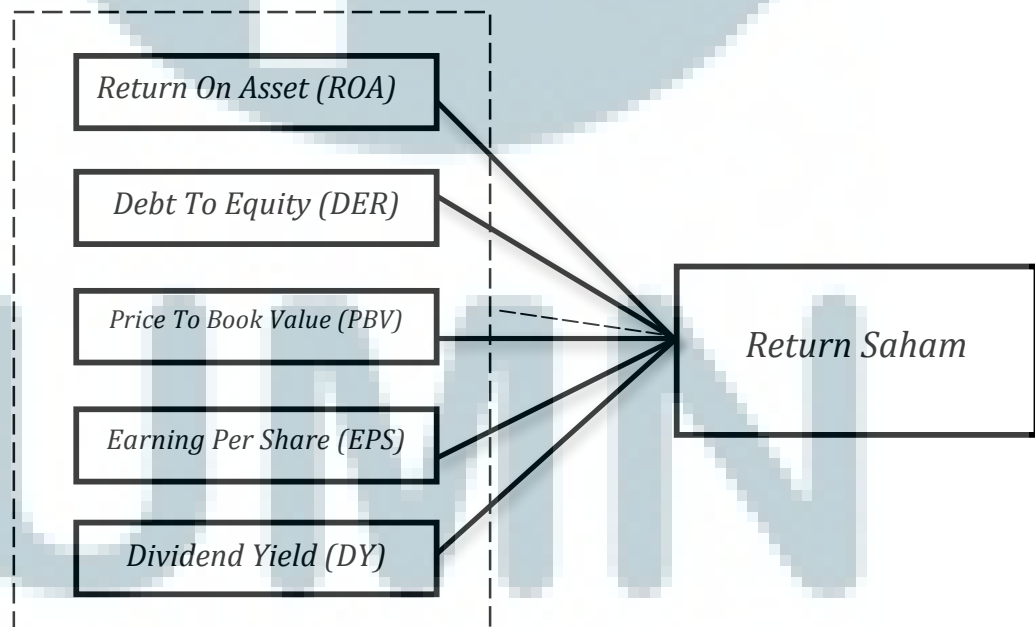 Return On Asset (ROA)
Debt To Equity (DER)
Price To Book Value (PBV)
Return Saham
Earning Per Share (EPS)
Dividend Yield (DY)
UMN